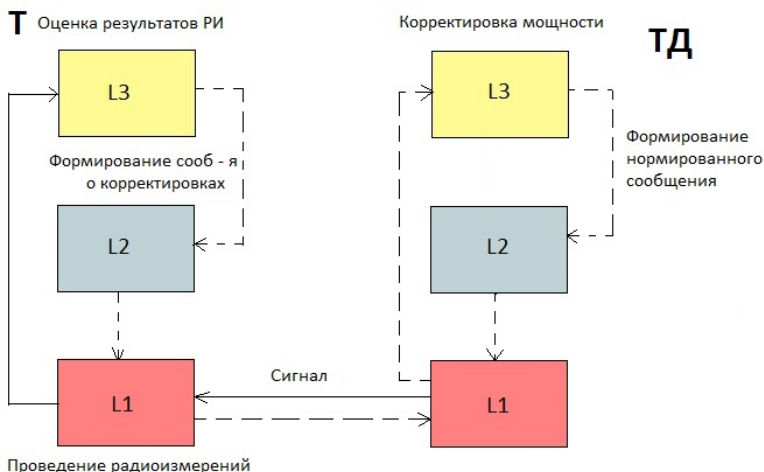 Т Оценка результатов РИ
Корректировка мощности
ТД
L3
L3
Формирование сооб - я
о корректировках
Формирование
нормированного
сообщения
L2
L2
Сигнал
L1
L1
Проведение радиоизмерений